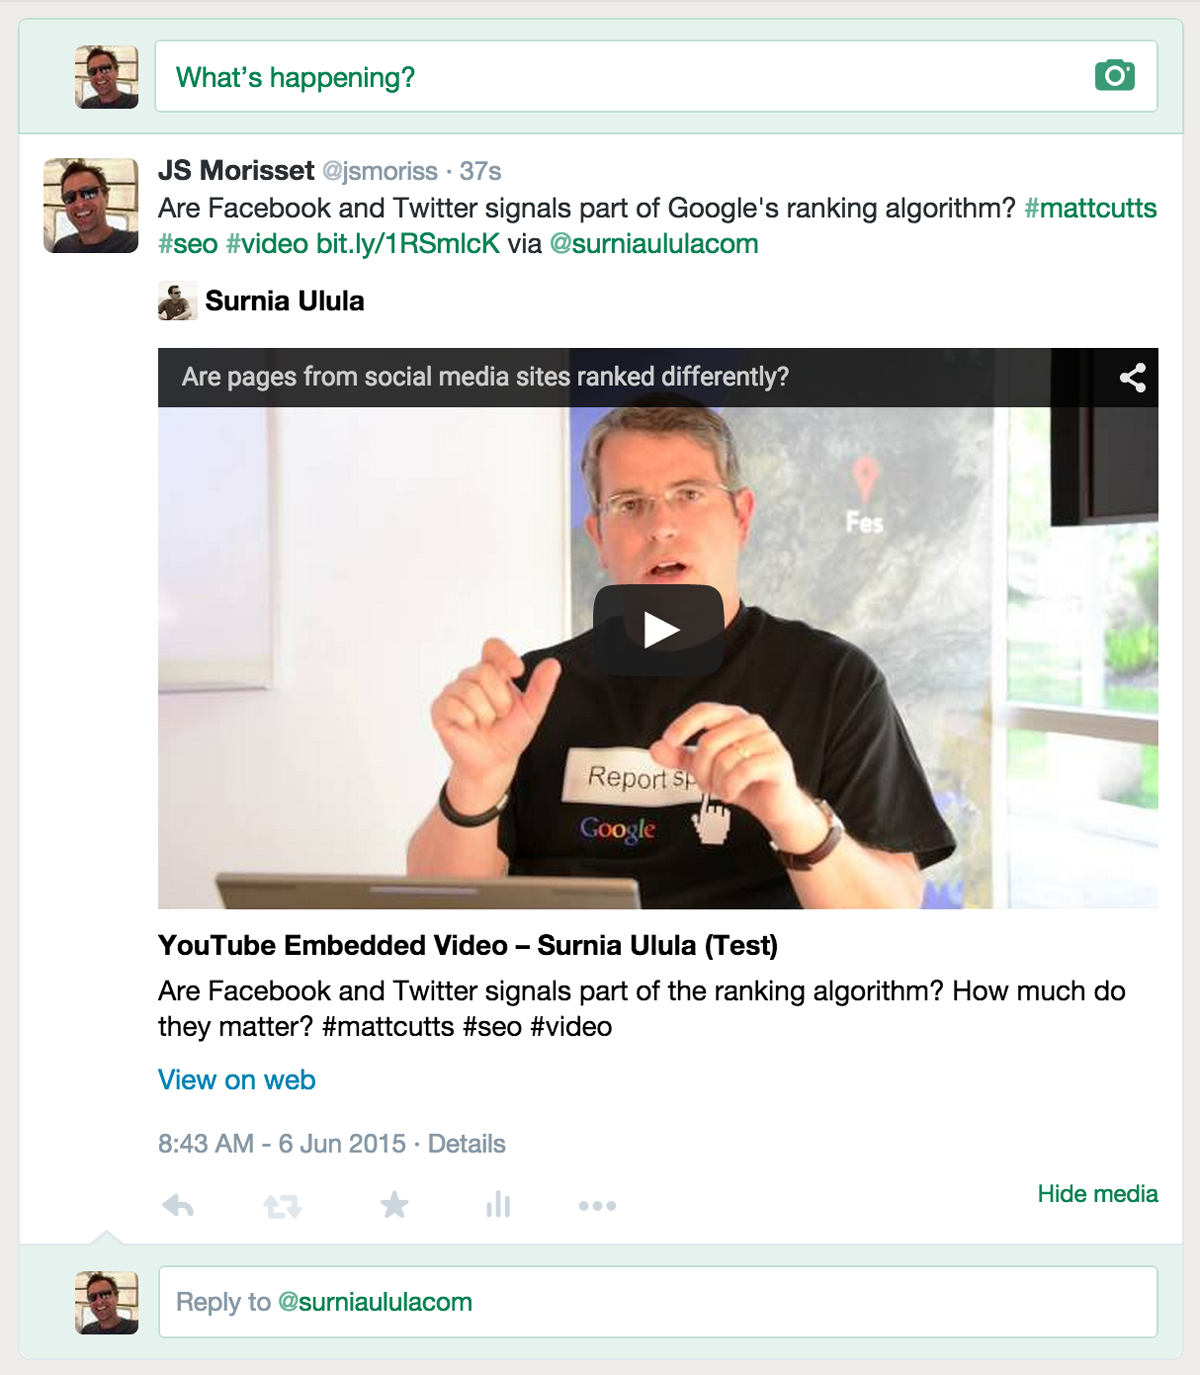 What's happening?
JS Morisset @jsmoriss · 37s
Are Facebook and Twitter signals part of Google's ranking algorithm? #mattcutts
#seo #video bit.ly/1RSmlcK via @surniaululacom
Surnia Ulula
Are pages from social media sites ranked differently?
Fes
Report sp
Google
YouTube Embedded Video – Surnia Ulula (Test)
Are Facebook and Twitter signals part of the ranking algorithm? How much do
they matter? #mattcutts #seo #video
View on web
8:43 AM - 6 Jun 2015 · Details
Hide media
Reply to @surniaululacom